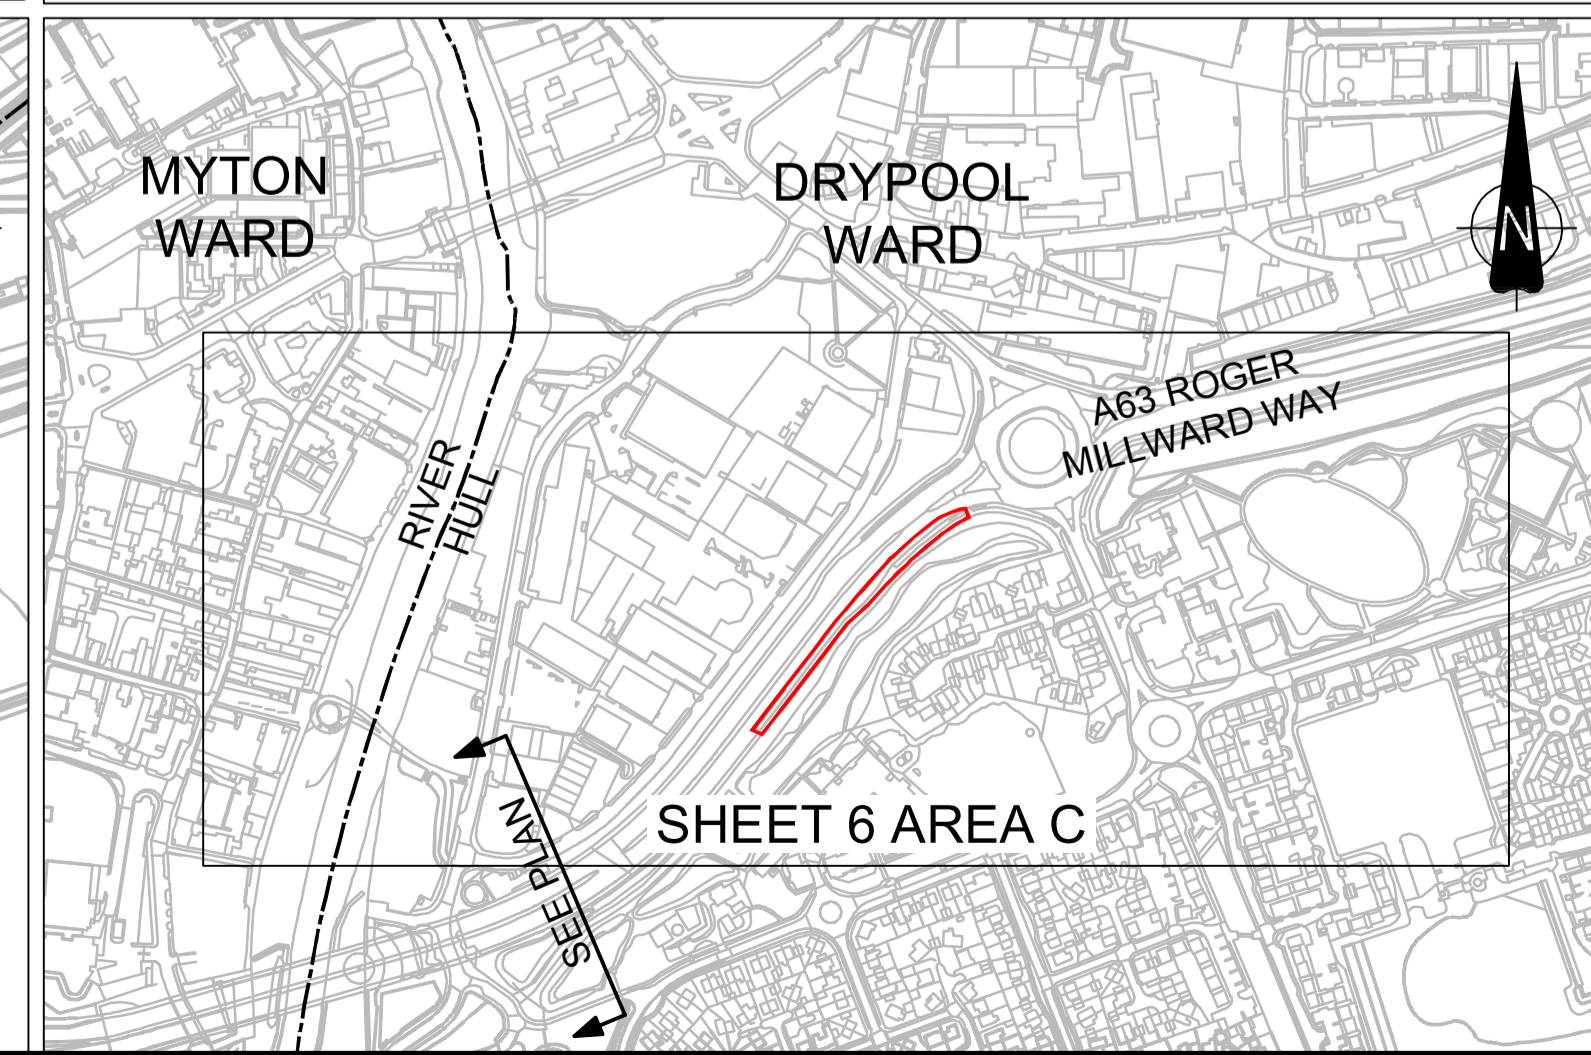 MYTON
WARD
DRYPOOL
WARD
N
A63 ROGER
MILLWARD WAY
RIVER
HULL
SEE PLAN
SHEET 6 AREA C